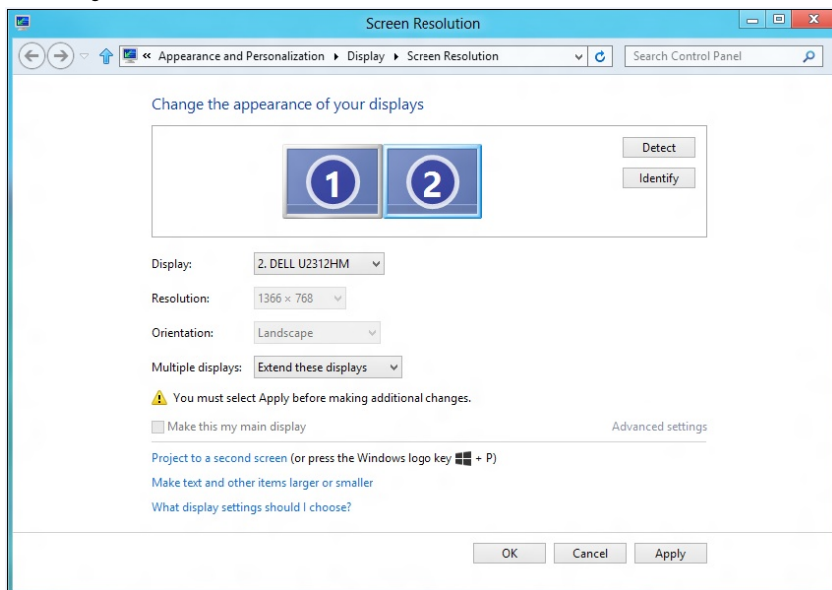 Screen Resolution
« Appearance and Personalization ▸ Display ▸ Screen Resolution
Search Control Panel
Change the appearance of your displays
1 2
Detect
Identify
Display: 2. DELL U2312HM
Resolution: 1366 × 768
Orientation: Landscape
Multiple displays: Extend these displays
You must select Apply before making additional changes.
Make this my main display Advanced settings
Project to a second screen (or press the Windows logo key + P)
Make text and other items larger or smaller
What display settings should I choose?
OK Cancel Apply